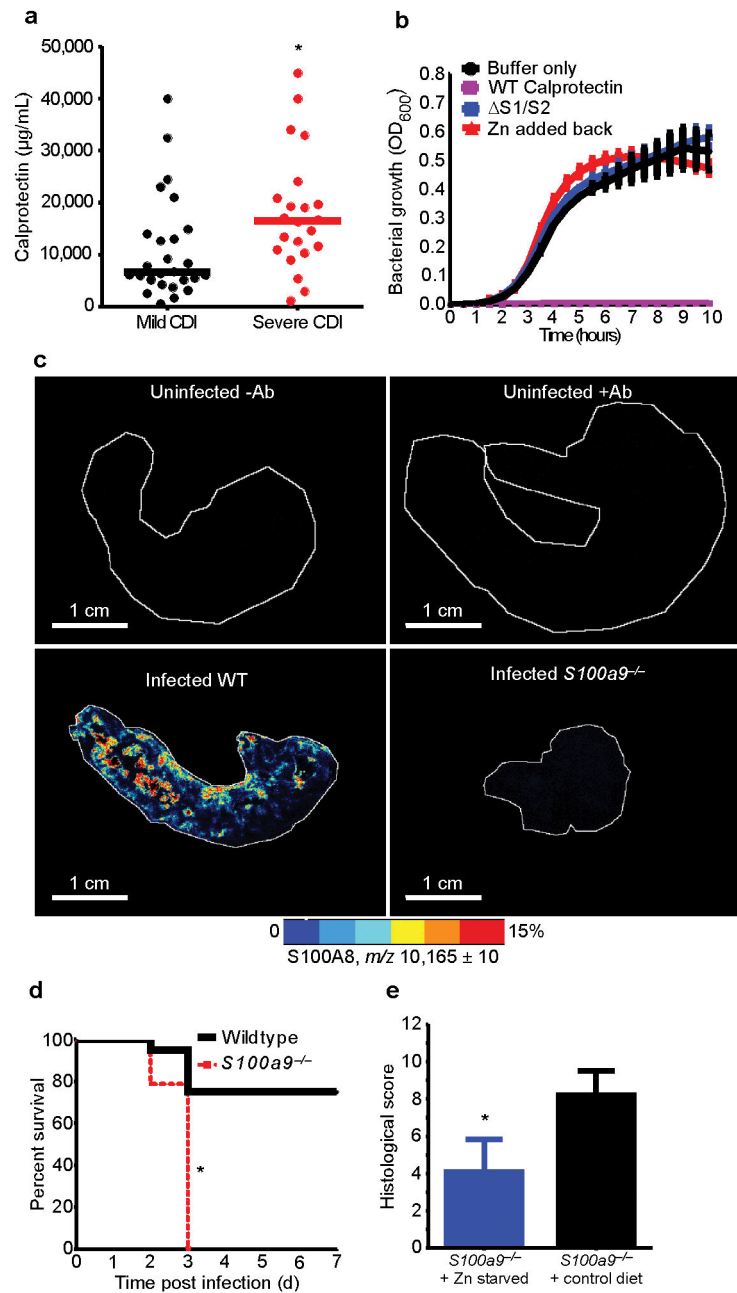 a
50,000
40,000
30,000
20,000
10,000
0
Calprotectin (µg/mL)
*
Mild CDI
Severe CDI
b
Buffer only
WT Calprotectin
ΔS1/S2
Zn added back
0.8
0.7
0.6
0.5
0.4
0.3
0.2
0.1
0.0
Bacterial growth (OD600)
0 1 2 3 4 5 6 7 8 9 10
Time (hours)
c
Uninfected -Ab
1 cm
Uninfected +Ab
1 cm
Infected WT
1 cm
Infected S100a9–/–
1 cm
0
15%
S100A8, m/z 10,165 ± 10
d
Wildtype
S100a9–/–
100
80
60
40
20
0
Percent survival
*
0 1 2 3 4 5 6 7
Time post infection (d)
e
12
10
8
6
4
2
0
Histological score
*
S100a9–/–
+ Zn starved
S100a9–/–
+ control diet